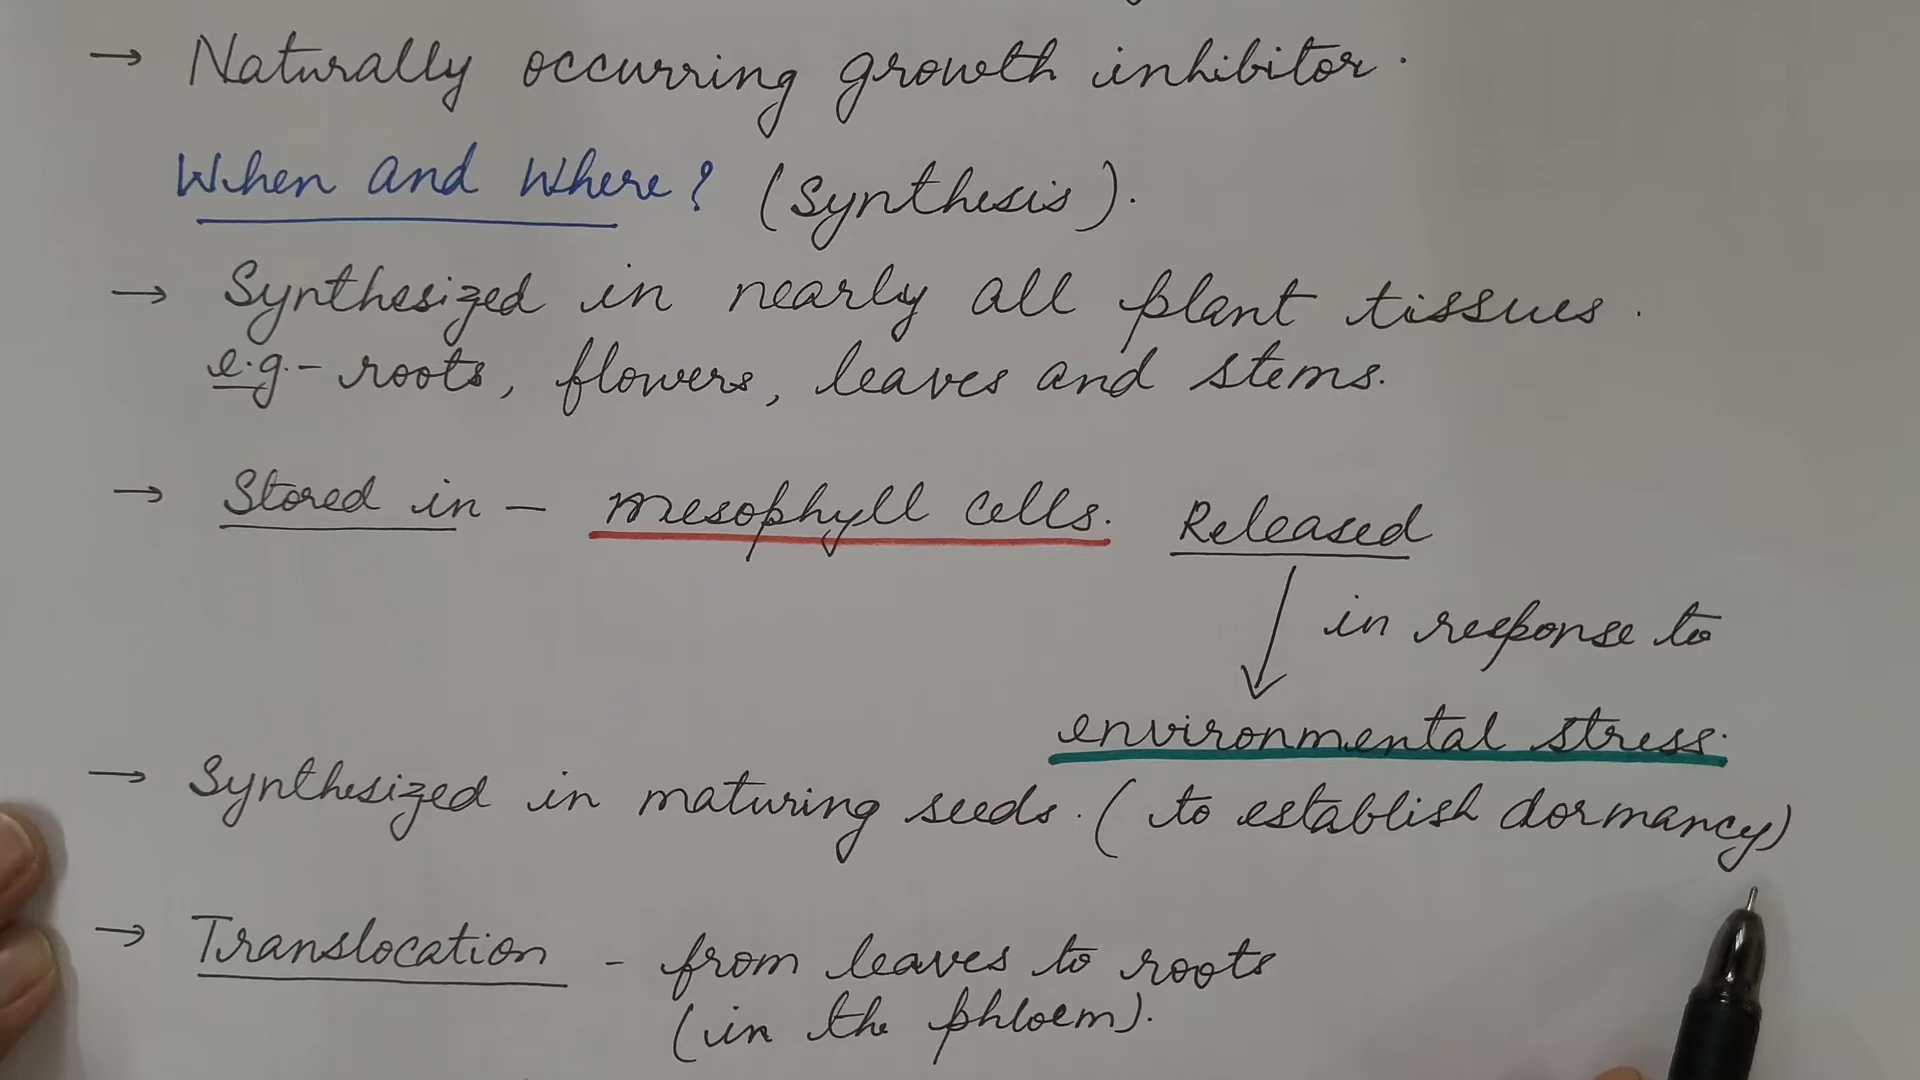 → Naturally occurring growth inhibitor.
When and Where? (Synthesis).
→ Synthesized in nearly all plant tissues.
e.g.- roots, flowers, leaves and stems.
→ Stored in - mesophyll cells. Released
in response to
environmental stress.
→ Synthesized in maturing seeds. (to establish dormancy)
→ Translocation - from leaves to roots
(in the phloem).